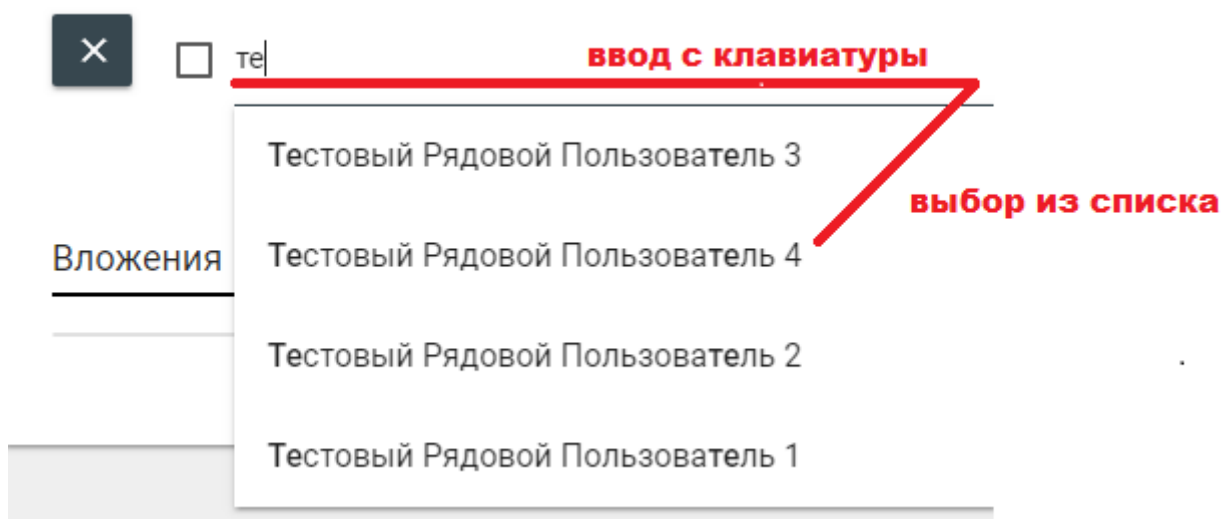 те
ввод с клавиатуры
Тестовый Рядовой Пользователь 3
выбор из списка
Вложения
Тестовый Рядовой Пользователь 4
Тестовый Рядовой Пользователь 2
Тестовый Рядовой Пользователь 1